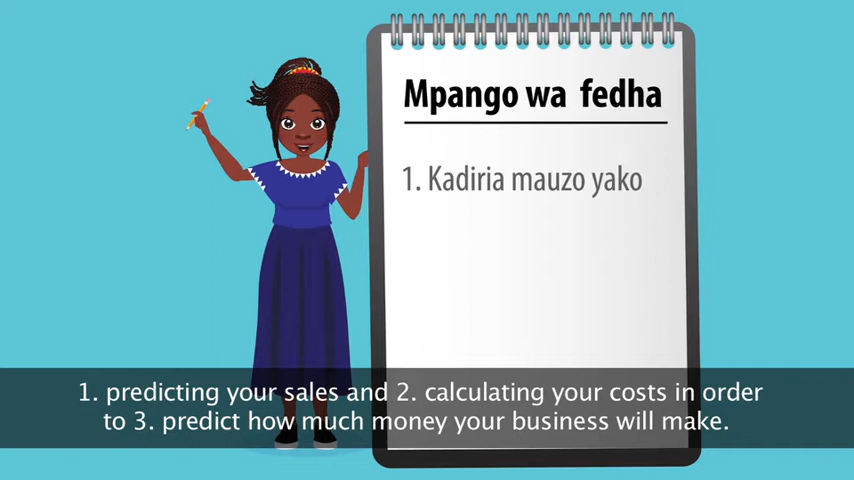 Mpango wa fedha
1. Kadiria mauzo yako
1. predicting your sales and 2. calculating your costs in order
to 3. predict how much money your business will make.